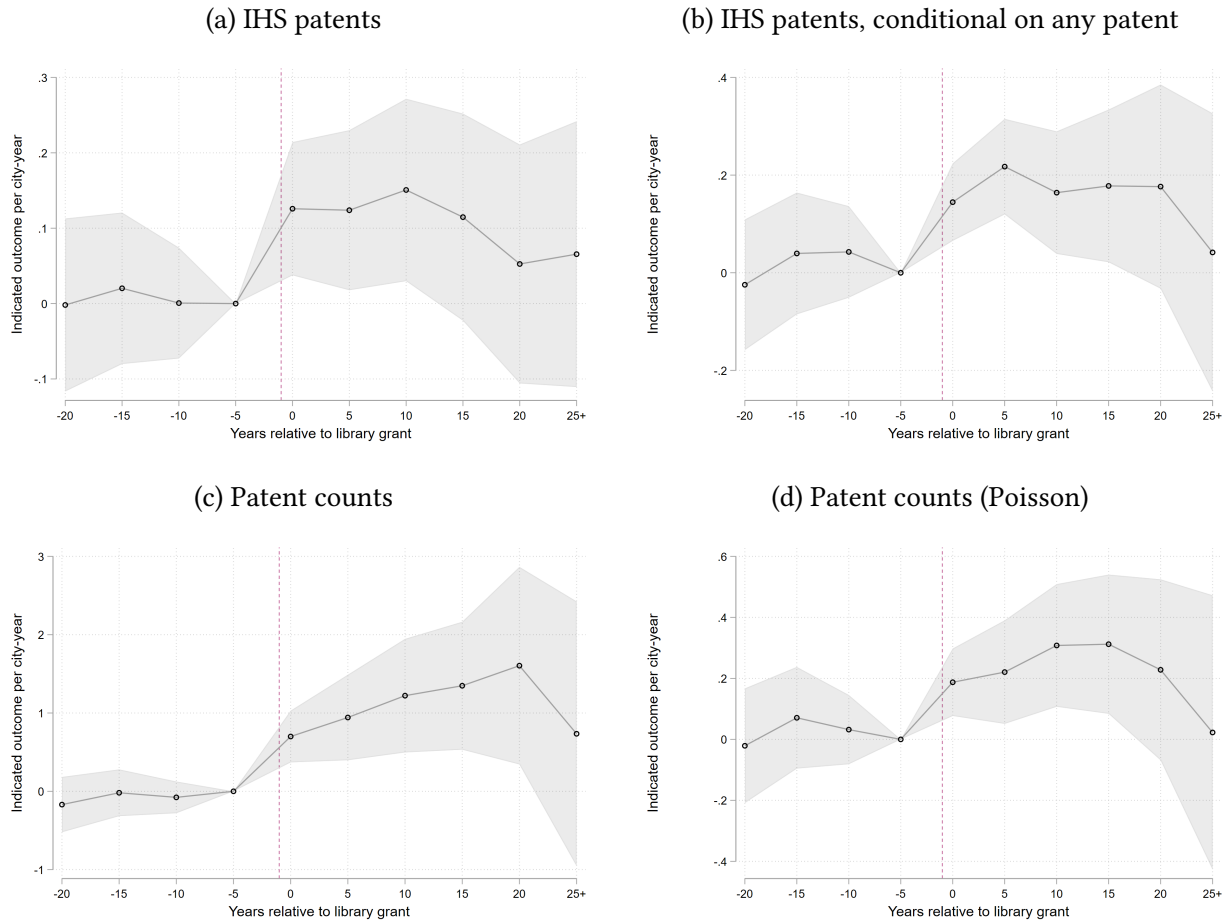 (a) IHS patents
.3
.2
.1
0
-.1
Indicated outcome per city-year
-20 -15 -10 -5 0 5 10 15 20 25+
Years relative to library grant
(b) IHS patents, conditional on any patent
.4
.2
0
-.2
Indicated outcome per city-year
-20 -15 -10 -5 0 5 10 15 20 25+
Years relative to library grant
(c) Patent counts
3
2
1
0
-1
Indicated outcome per city-year
-20 -15 -10 -5 0 5 10 15 20 25+
Years relative to library grant
(d) Patent counts (Poisson)
.6
.4
.2
0
-.2
-.4
Indicated outcome per city-year
-20 -15 -10 -5 0 5 10 15 20 25+
Years relative to library grant